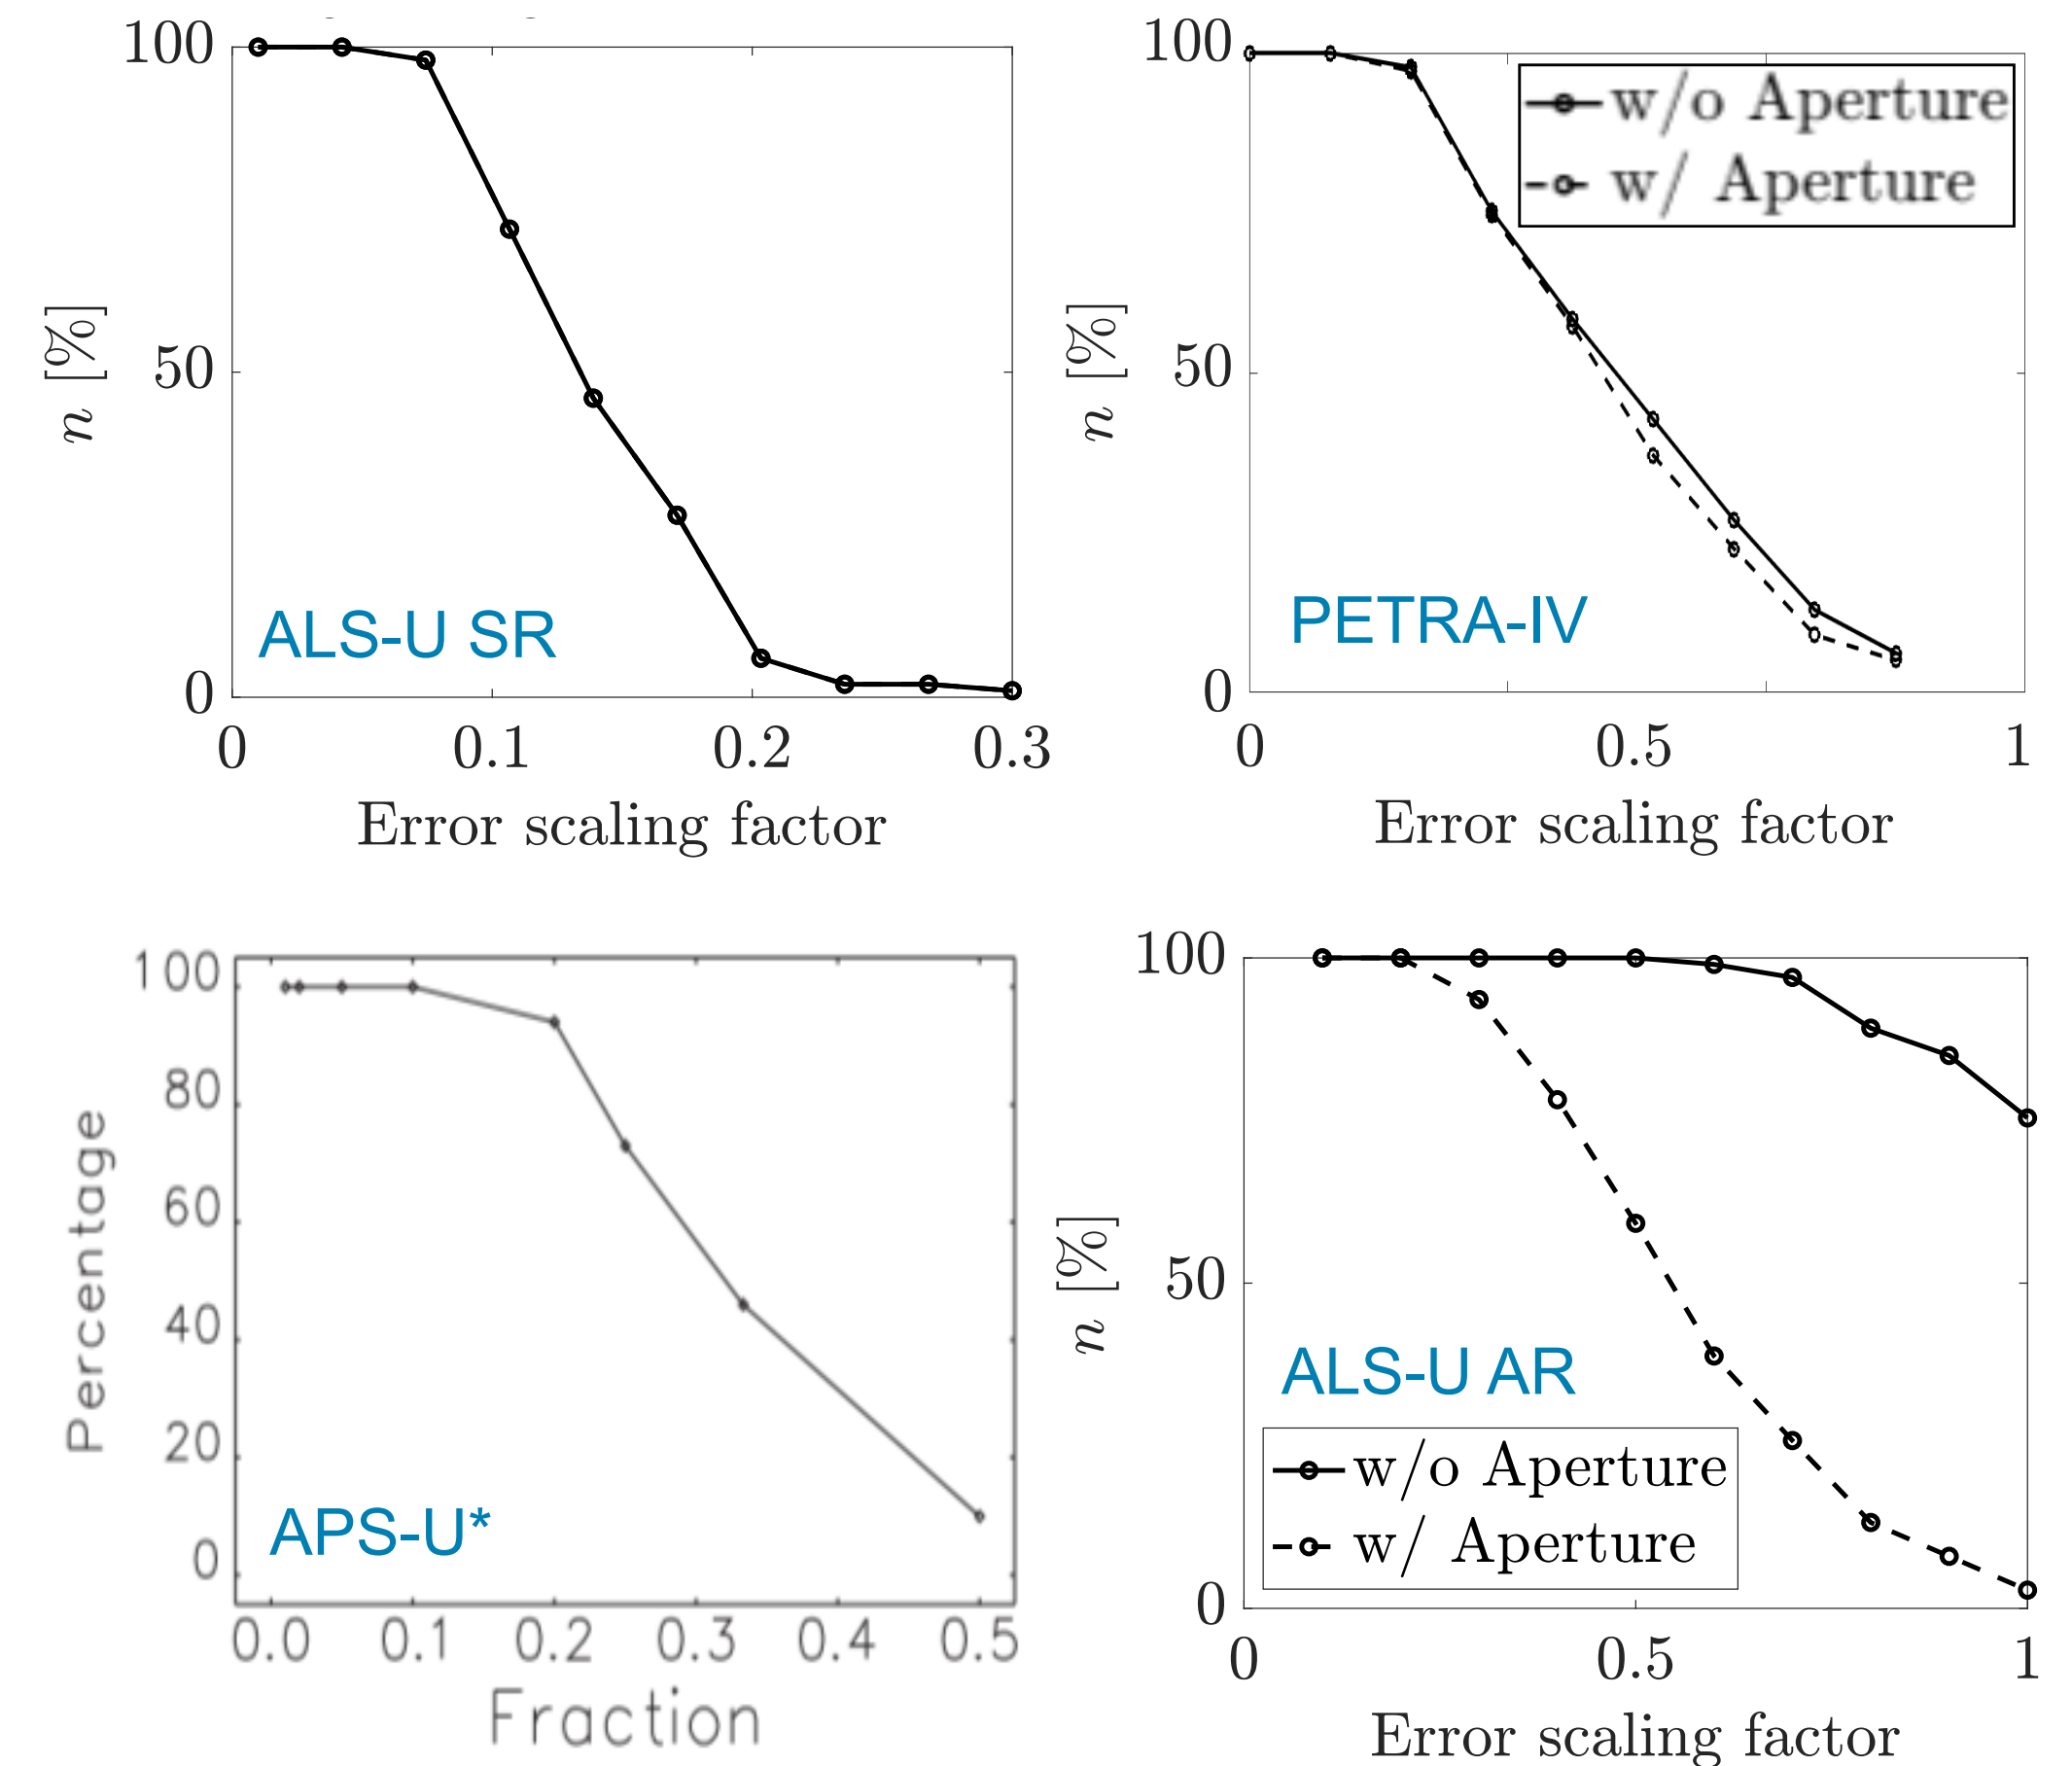 100
50
0
n [%]
0 0.1 0.2 0.3
Error scaling factor
ALS-U SR
100
50
0
n [%]
0 0.5 1
Error scaling factor
w/o Aperture
w/ Aperture
PETRA-IV
100
80
60
40
20
0
Percentage
0.0 0.1 0.2 0.3 0.4 0.5
Fraction
APS-U*
100
50
0
n [%]
0 0.5 1
Error scaling factor
ALS-U AR
w/o Aperture
w/ Aperture